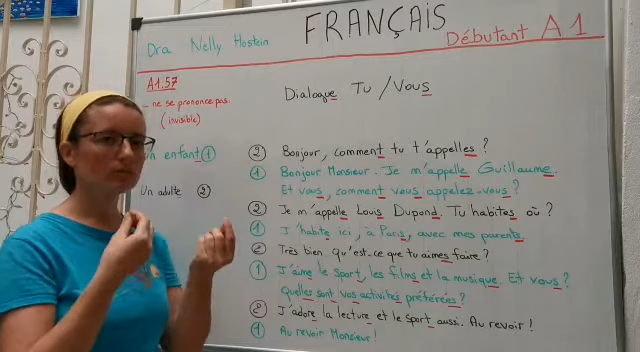 FRANÇAIS
Dra Nelly Hostein
Débutant A1
A1.57
- ne se prononce pas
(invisible)
Dialogue Tu / Vous
Un enfant ①
Un adulte ②
② Bonjour, comment tu t'appelles ?
① Bonjour Monsieur. Je m'appelle Guillaume.
Et vous, comment vous appelez-vous ?
② Je m'appelle Louis Dupond. Tu habites où ?
① J'habite ici, à Paris, avec mes parents.
② Très bien. Qu'est-ce que tu aimes faire ?
① J'aime le sport, les films et la musique. Et vous ?
Quelles sont vos activités préférées ?
② J'adore la lecture et le sport aussi. Au revoir !
① Au revoir Monsieur !